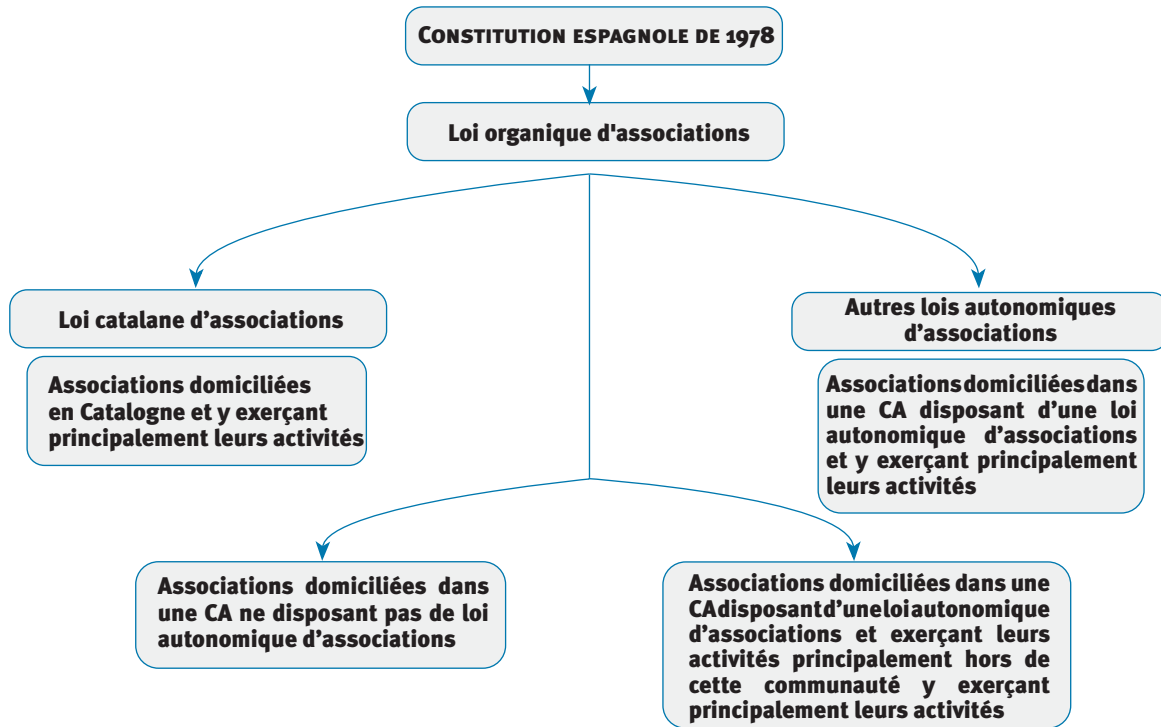 CONSTITUTION ESPAGNOLE DE 1978
Loi organique d'associations
Loi catalane d’associations
Associations domiciliées
en Catalogne et y exerçant
principalement leurs activités
Autres lois autonomiques
d’associations
Associations domiciliées dans
une CA disposant d’une loi
autonomique d’associations
et y exerçant principalement
leurs activités
Associations domiciliées dans
une CA ne disposant pas de loi
autonomique d’associations
Associations domiciliées dans une
CA disposant d’une loi autonomique
d’associations et exerçant leurs
activités principalement hors de
cette communauté y exerçant
principalement leurs activités